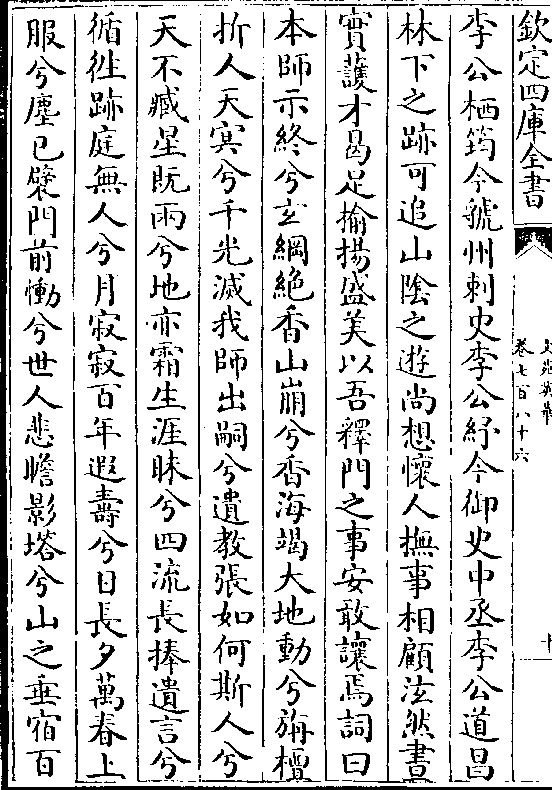 欽定四庫全書
文苑英華
卷七百八十六
十
李公栖筠今虢州刺史李公紓今御史中丞李公道昌
林下之跡可追山陰之遊尚想懷人撫事相顧泫然晝
實䕶才曷足揄揚盛美以吾釋門之事安敢讓焉詞曰
本師示終兮玄綱絶香山崩兮香海竭大地動兮旃檀
折人天㝠兮千光滅我師出嗣兮遺教張如何斯人兮
天不臧星既雨兮地亦霜生涯昧兮四流長捧遺言兮
循徃跡庭無人兮月寂寂百年遐壽兮日長夕萬春上
服兮塵已襞門前慟兮世人悲瞻影塔兮山之垂宿百